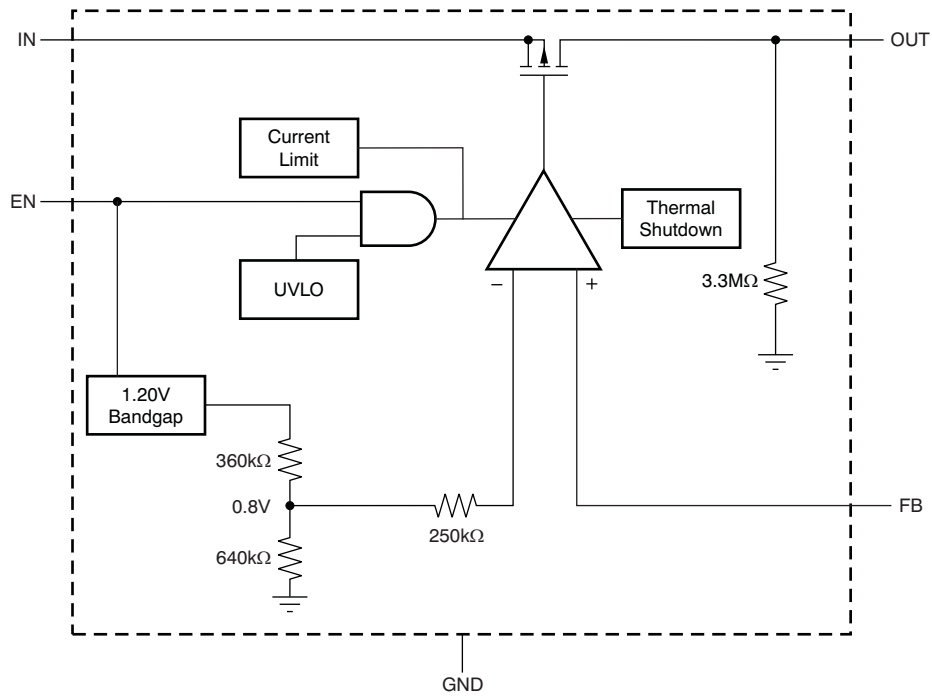 IN
OUT
Current
Limit
EN
Thermal
Shutdown
UVLO
−
+
3.3MΩ
1.20V
Bandgap
360kΩ
0.8V
250kΩ
FB
640kΩ
GND